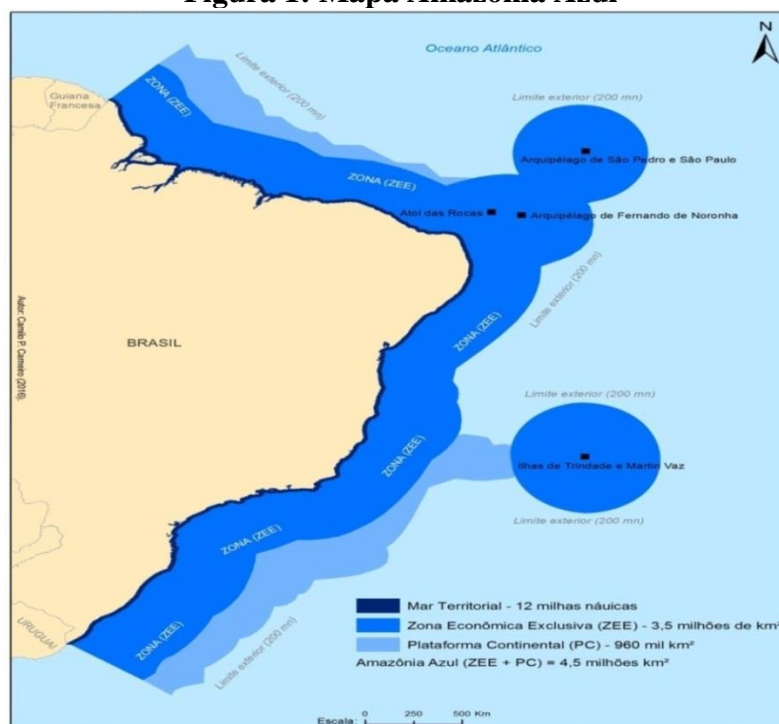 Figura 1: Mapa Amazônia Azul
Oceano Atlântico
N
Guiana
Francesa
ZONA (ZEE)
Limite exterior (200 mn)
Limite exterior (200 mn)
Arquipélago de São Pedro e São Paulo
ZONA (ZEE)
Atol das Rocas
Arquipélago de Fernando de Noronha
Limite exterior (200 mn)
ZONA (ZEE)
BRASIL
Autor: Camilo P. Carneiro (2016).
Limite exterior (200 mn)
ZONA (ZEE)
Ilhas de Trindade e Martin Vaz
Limite exterior (200 mn)
ZONA (ZEE)
URUGUAI
ZONA (ZEE)
Limite exterior (200 mn)
Mar Territorial - 12 milhas náuicas
Zona Econômica Exclusiva (ZEE) - 3,5 milhões de km²
Plataforma Continental (PC) - 960 mil km²
Amazônia Azul (ZEE + PC) = 4,5 milhões km²
Escala: 0 250 500 Km